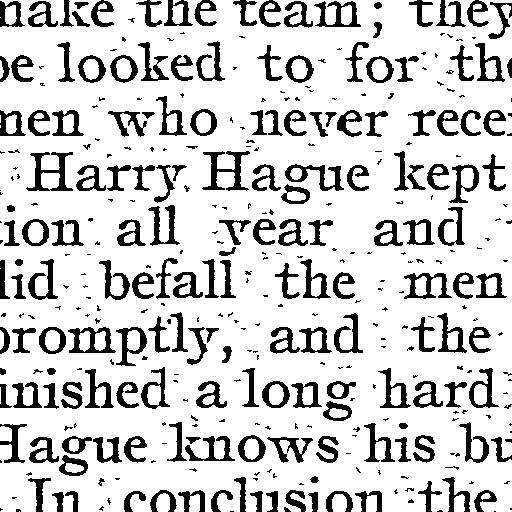 make the team; they
be looked to for the
men who never recei
Harry Hague kept
tion all year and
did befall the men
promptly, and the
finished a long hard
Hague knows his bu
In conclusion the